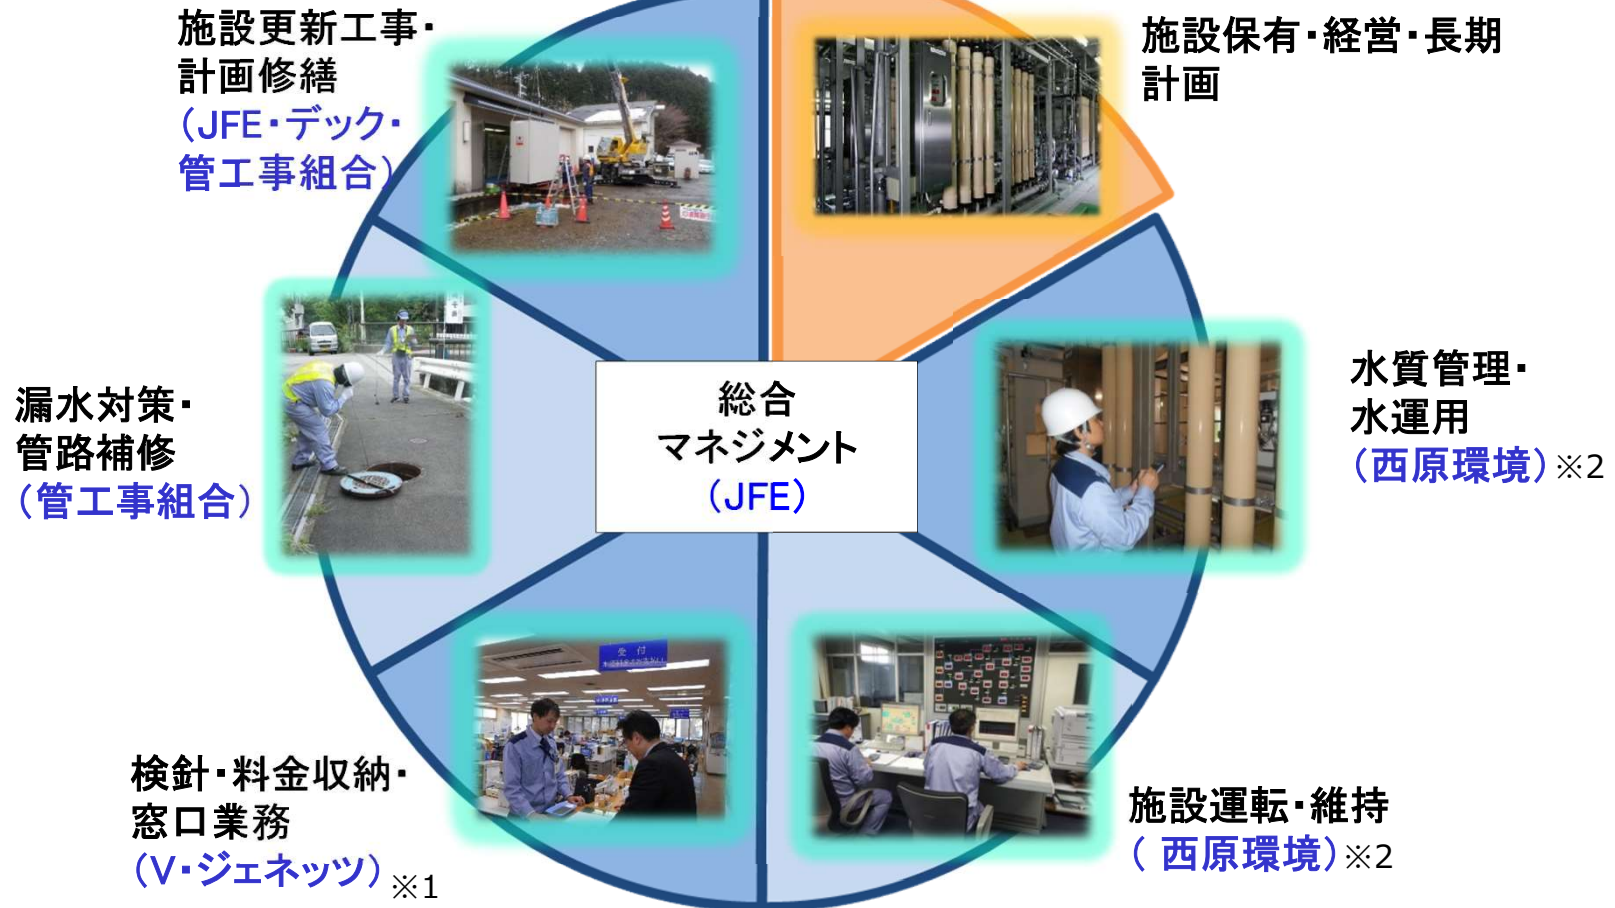 施設更新工事・
計画修繕
（JFE・デック・
管工事組合）
施設保有・経営・長期
計画
漏水対策・
管路補修
（管工事組合）
総合
マネジメント
（JFE）
水質管理・
水運用
（西原環境）※2
受付
検針・料金収納・
窓口業務
（V・ジェネッツ）※1
施設運転・維持
（ 西原環境）※2